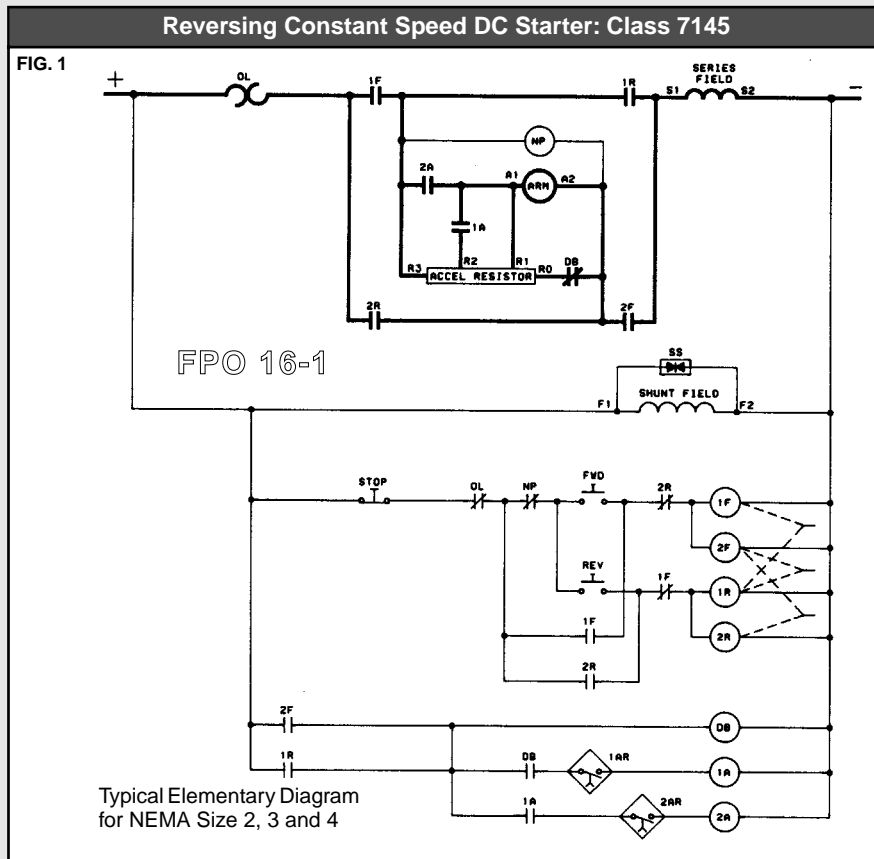 Reversing Constant Speed DC Starter: Class 7145
FIG. 1
SERIES
FIELD
+ OL 1F 1R S1 S2 −
NP
2A A1 ARM A2
1A
R3 R2 R1 R0 DB
ACCEL RESISTOR
2R 2F
FPO 16-1
SS
F1 SHUNT FIELD F2
STOP OL NP FWD 2R 1F
2F
REV 1F 1R
1F 2R
2R
2F DB
1R DB 1AR 1A
1A 2AR 2A
Typical Elementary Diagram
for NEMA Size 2, 3 and 4